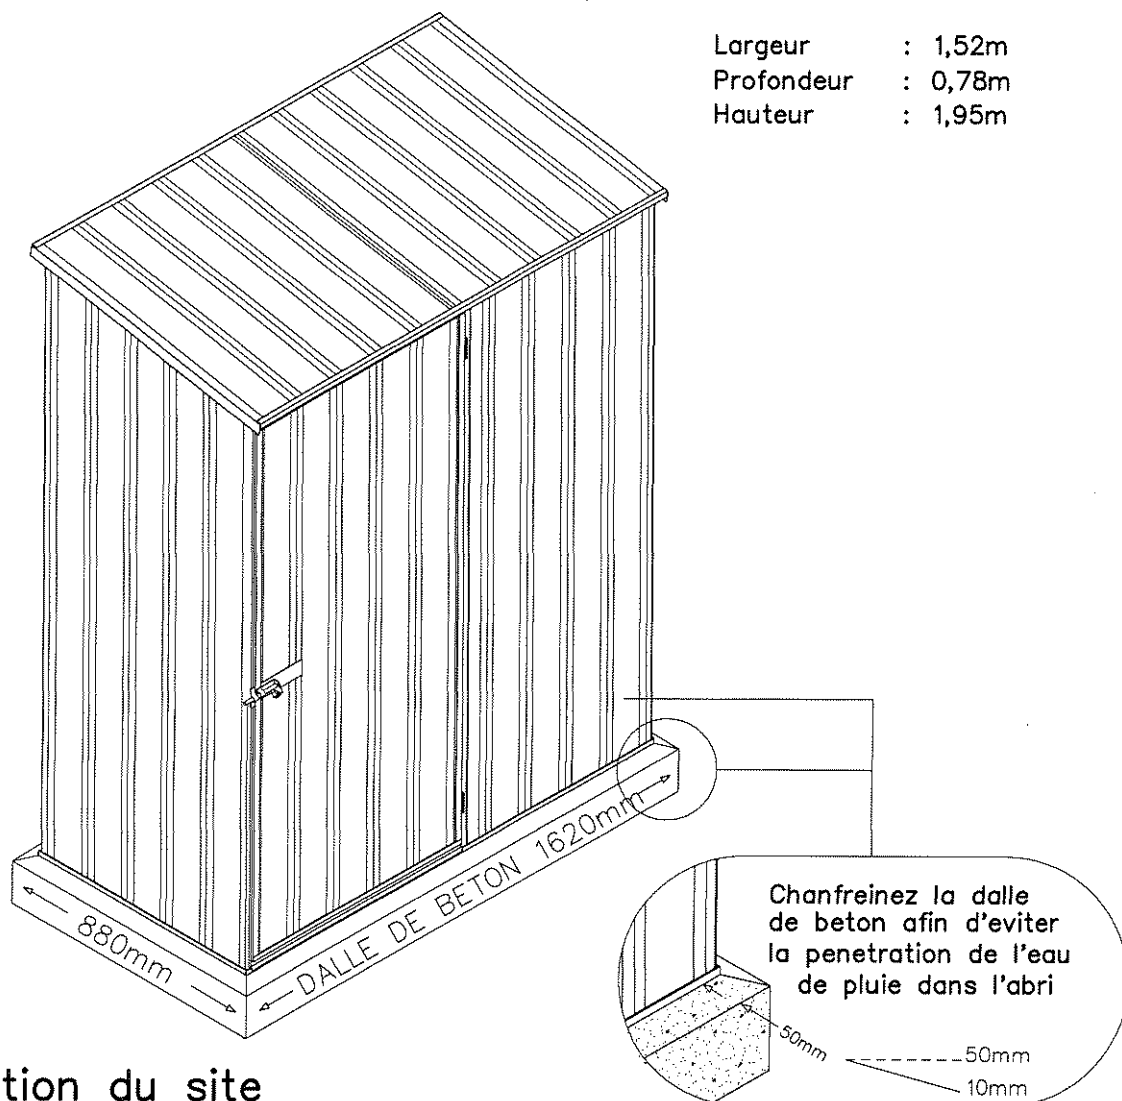 Largeur : 1,52m
Profondeur : 0,78m
Hauteur : 1,95m
880mm
DALLE DE BETON 1620mm
Chanfreinez la dalle
de beton afin d'eviter
la penetration de l'eau
de pluie dans l'abri
50mm
50mm
10mm
tion du site